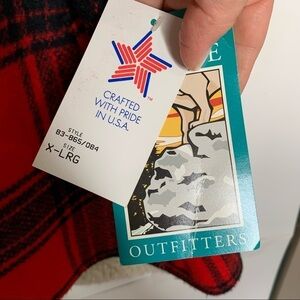 CRAFTED
WITH PRIDE
IN U.S.A.
STYLE
83-865/084
SIZE
X-LRG
OUTFITTERS